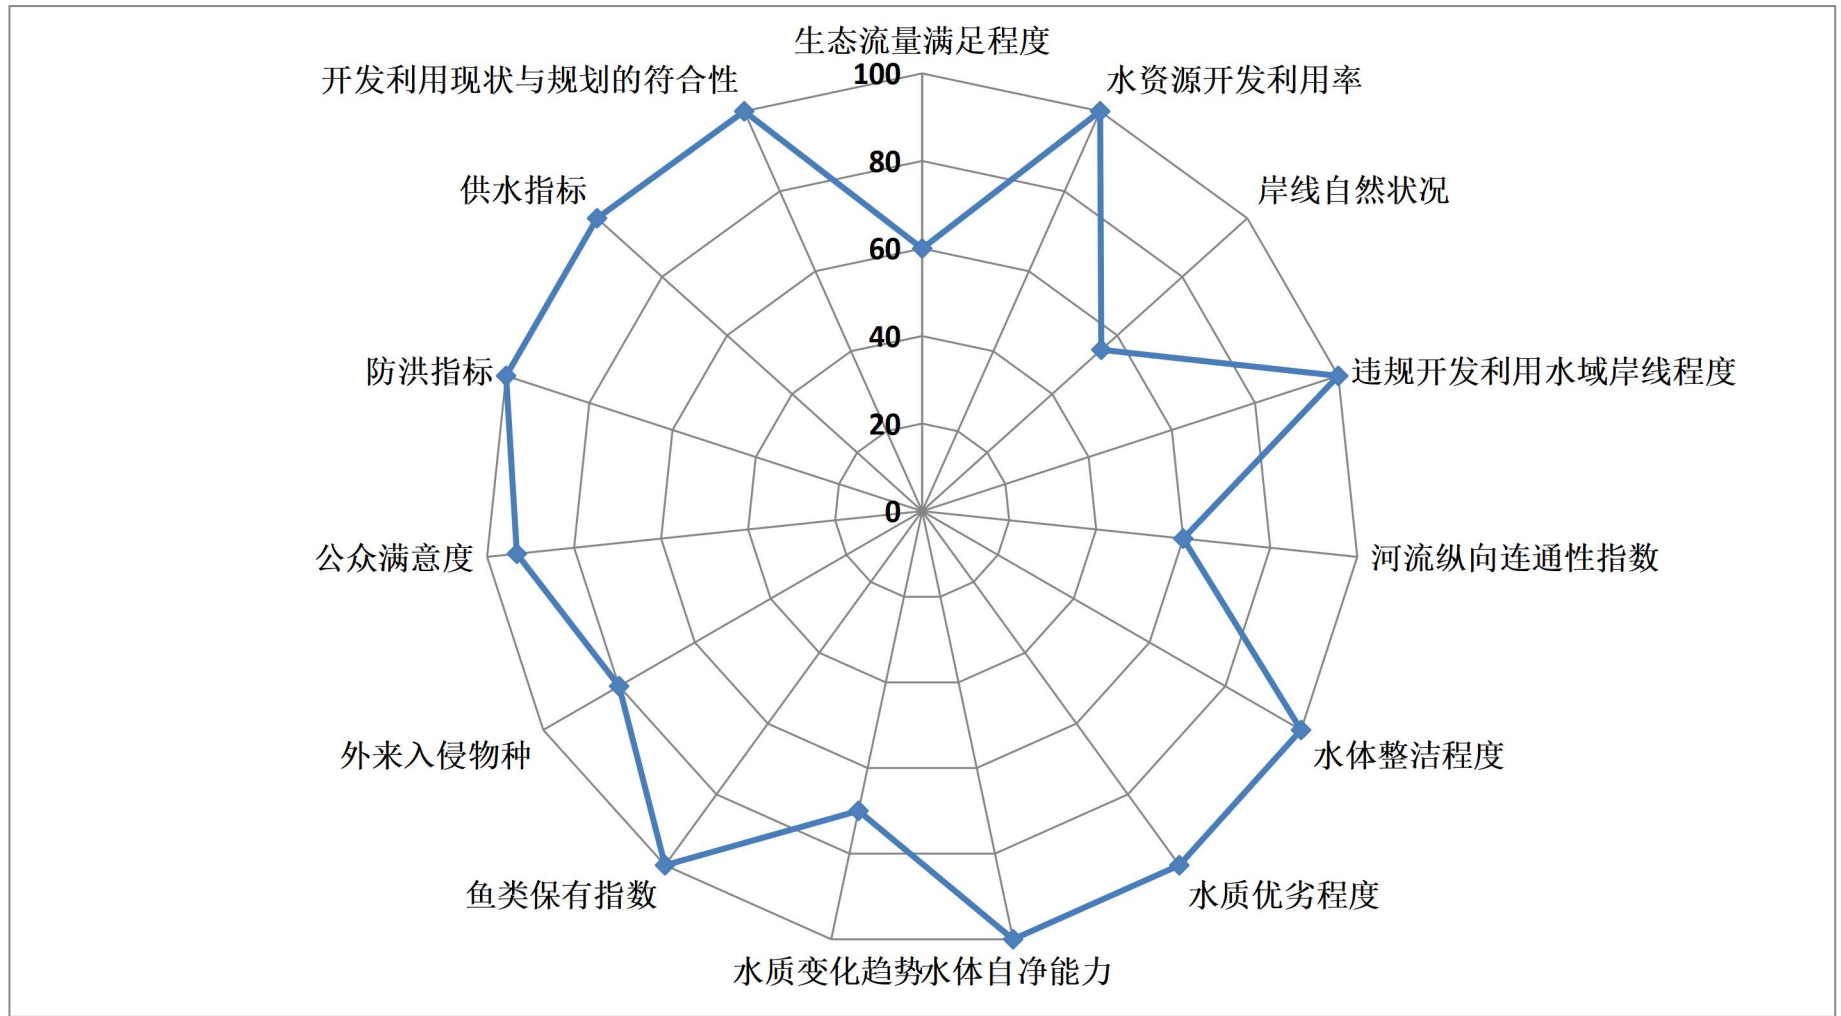 生态流量满足程度
开发利用现状与规划的符合性
100
水资源开发利用率
80
供水指标
岸线自然状况
60
40
防洪指标
违规开发利用水域岸线程度
20
0
公众满意度
河流纵向连通性指数
外来入侵物种
水体整洁程度
鱼类保有指数
水质优劣程度
水质变化趋势
水体自净能力